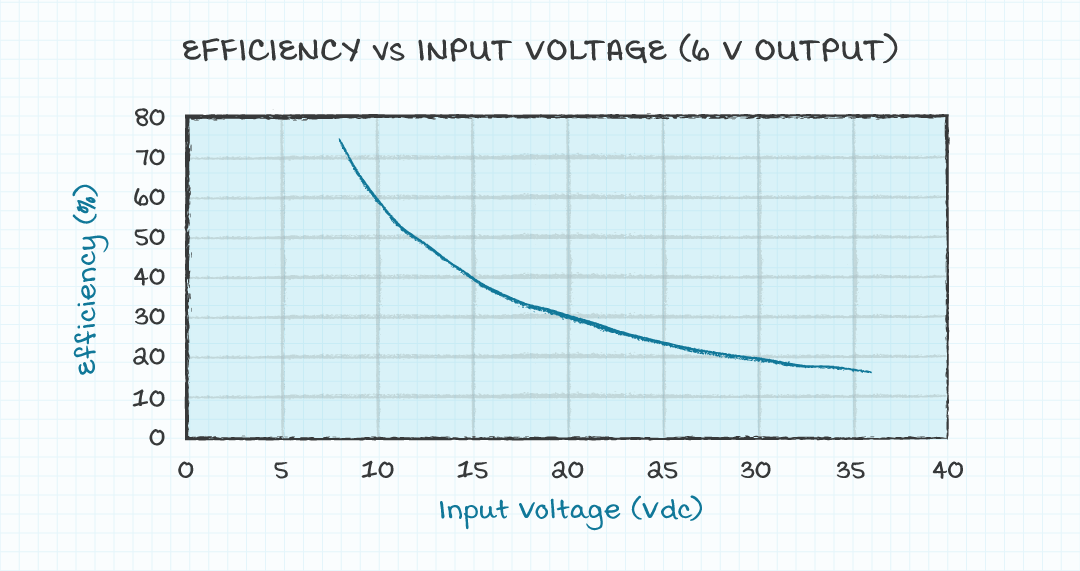 EFFICIENCY VS INPUT VOLTAGE (6 V OUTPUT)
80
70
60
50
40
30
20
10
0
Efficiency (%)
0 5 10 15 20 25 30 35 40
Input Voltage (Vdc)